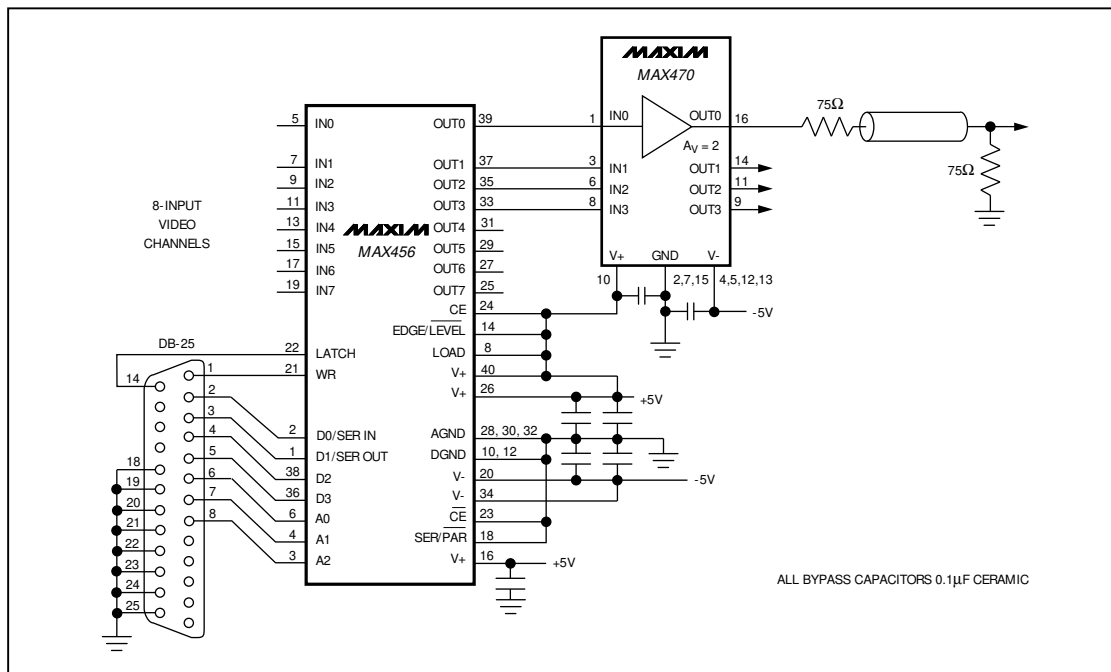 MAXIM
MAX470
1 IN0 OUT0 16
A_V = 2
3 IN1 OUT1 14
6 IN2 OUT2 11
8 IN3 OUT3 9
V+ GND V-
10 2,7,15 4,5,12,13
-5V
75Ω
75Ω
8-INPUT
VIDEO
CHANNELS
MAXIM
MAX456
5 IN0 OUT0 39
7 IN1 OUT1 37
9 IN2 OUT2 35
11 IN3 OUT3 33
13 IN4 OUT4 31
15 IN5 OUT5 29
17 IN6 OUT6 27
19 IN7 OUT7 25
CE 24
EDGE/LEVEL 14
22 LATCH LOAD 8
21 WR V+ 40
V+ 26
+5V
2 D0/SER IN AGND 28, 30, 32
1 D1/SER OUT DGND 10, 12
38 D2 V- 20
-5V
36 D3 V- 34
6 A0 CE 23
4 A1 SER/PAR 18
3 A2 V+ 16
+5V
DB-25
14
1
2
3
4
5
6
7
8
18
19
20
21
22
23
24
25
ALL BYPASS CAPACITORS 0.1µF CERAMIC